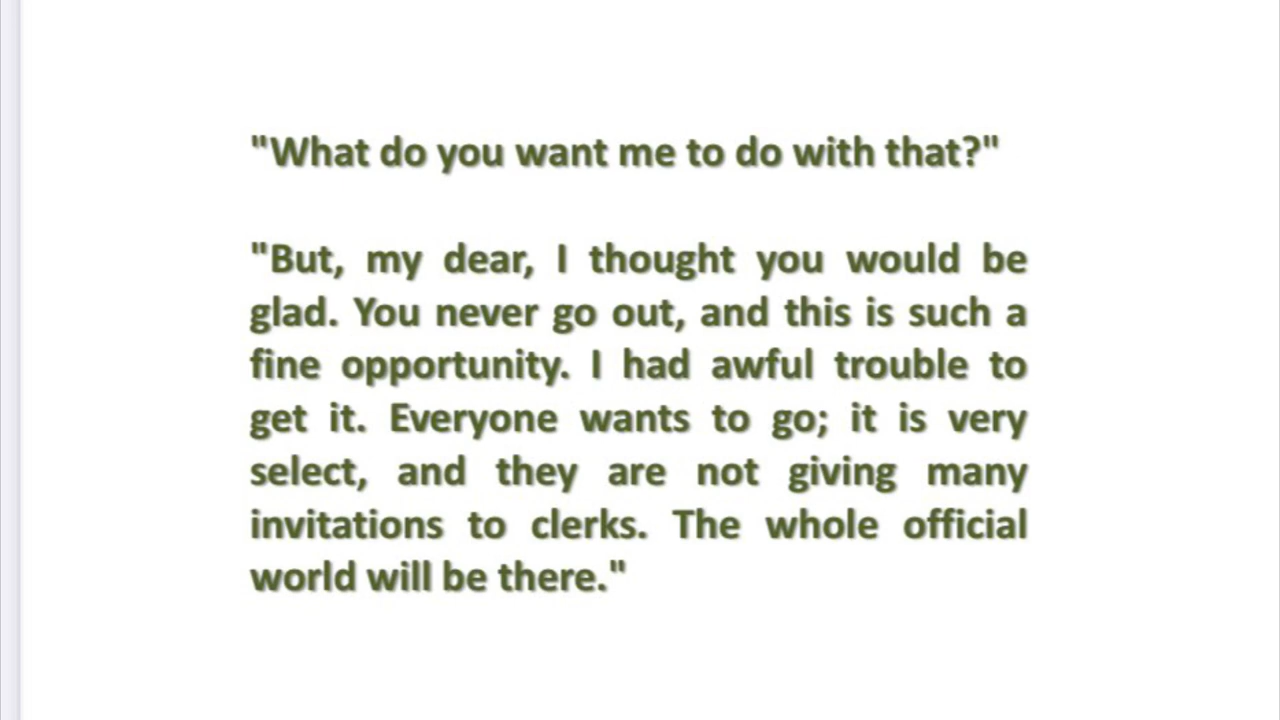 "What do you want me to do with that?"
"But, my dear, I thought you would be
glad. You never go out, and this is such a
fine opportunity. I had awful trouble to
get it. Everyone wants to go; it is very
select, and they are not giving many
invitations to clerks. The whole official
world will be there."